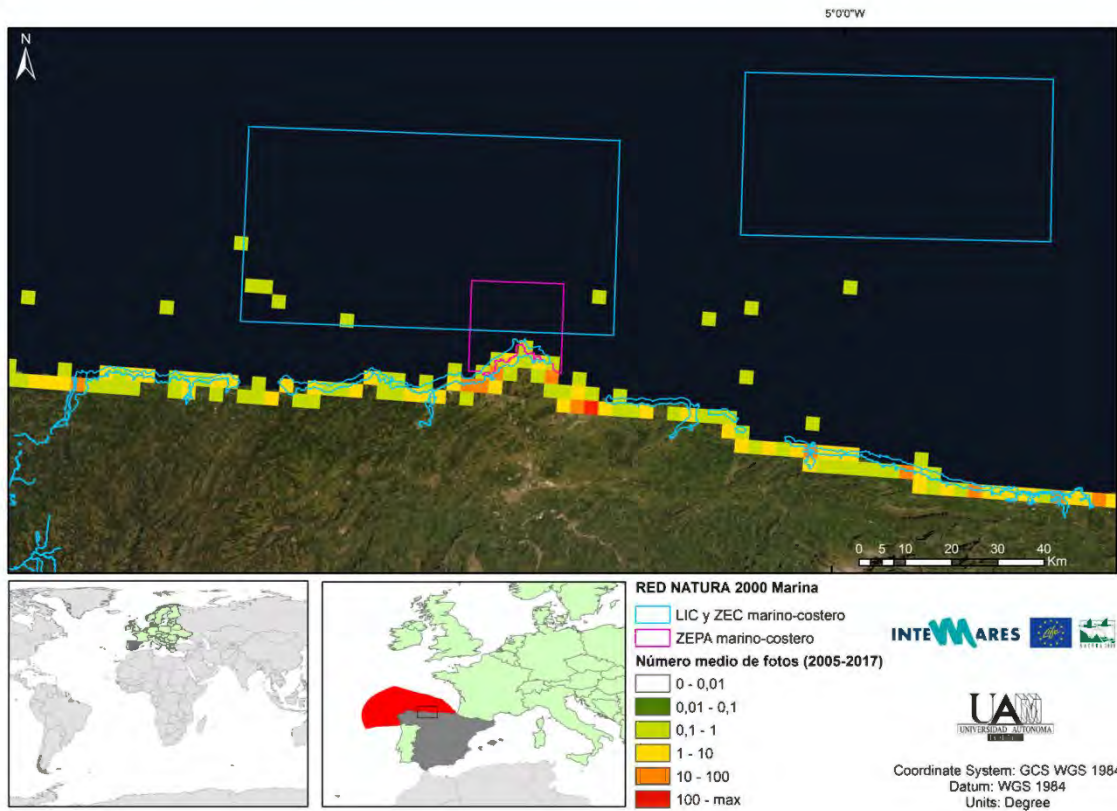 5°0'0"W
N
0 5 10 20 30 40
Km
RED NATURA 2000 Marina
LIC y ZEC marino-costero
ZEPA marino-costero
Número medio de fotos (2005-2017)
0 - 0,01
0,01 - 0,1
0,1 - 1
1 - 10
10 - 100
100 - max
INTEMARES
UAM
UNIVERSIDAD AUTONOMA
Coordinate System: GCS WGS 1984
Datum: WGS 1984
Units: Degree